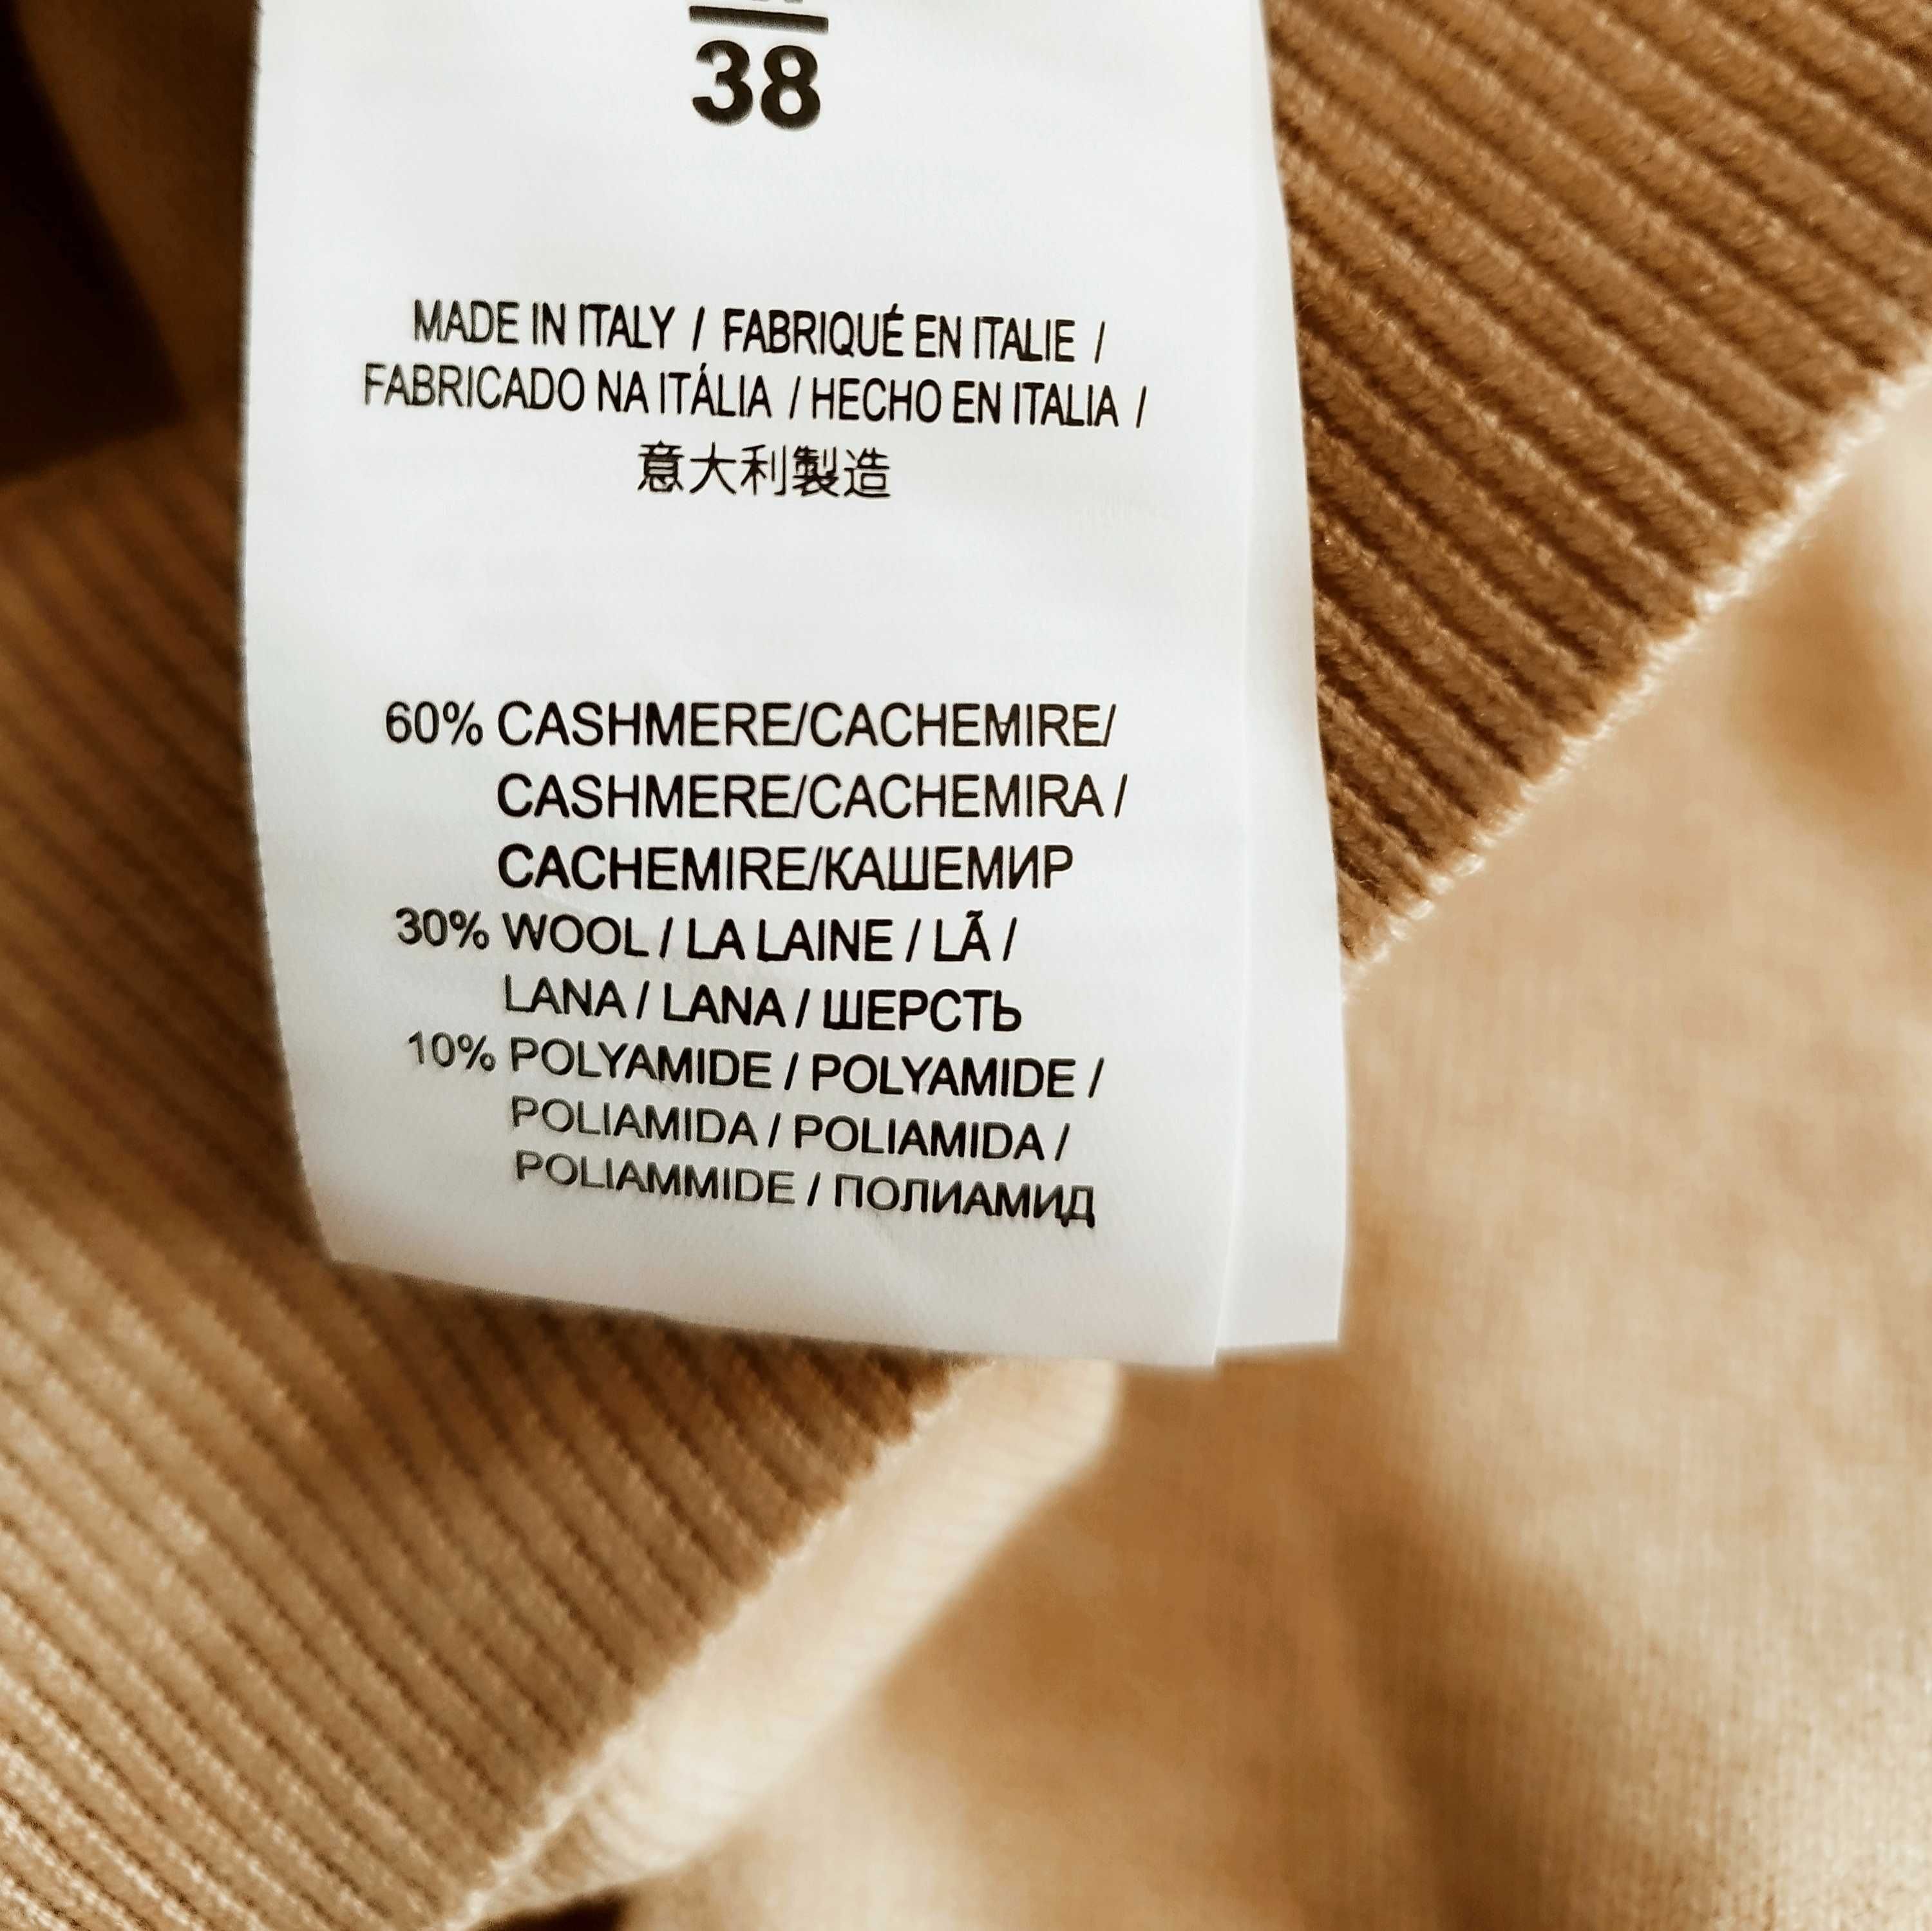 38
MADE IN ITALY / FABRIQUÉ EN ITALIE /
FABRICADO NA ITÁLIA / HECHO EN ITALIA /
意大利製造
60% CASHMERE/CACHEMIRE/
CASHMERE/CACHEMIRA /
CACHEMIRE/КАШЕМИР
30% WOOL / LA LAINE / LÃ /
LANA / LANA / ШЕРСТЬ
10% POLYAMIDE / POLYAMIDE /
POLIAMIDA / POLIAMIDA /
POLIAMMIDE / ПОЛИАМИД